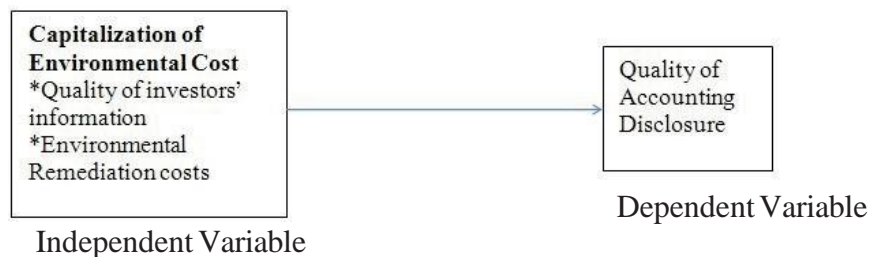 Capitalization of
Environmental Cost
*Quality of investors'
information
*Environmental
Remediation costs
Quality of
Accounting
Disclosure
Dependent Variable
Independent Variable